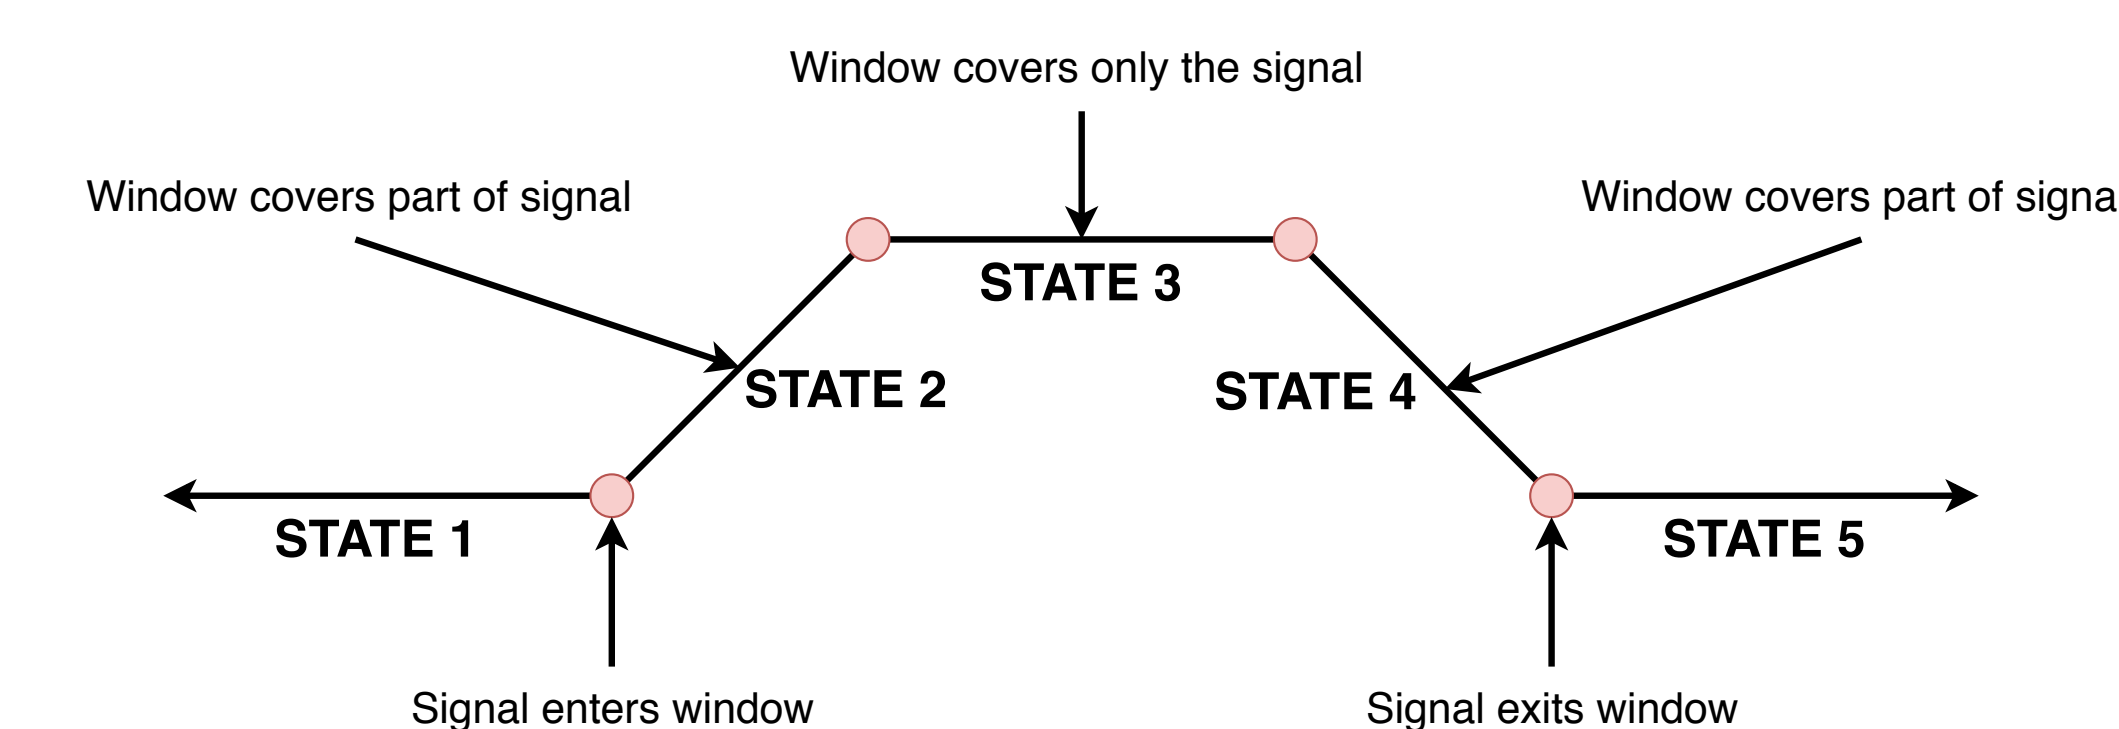 Window covers only the signal
Window covers part of signal
Window covers part of signa
STATE 3
STATE 2
STATE 4
STATE 1
STATE 5
Signal enters window
Signal exits window